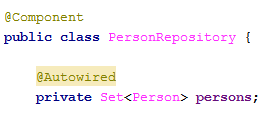 @Component
public class PersonRepository {
@Autowired
private Set<Person> persons;